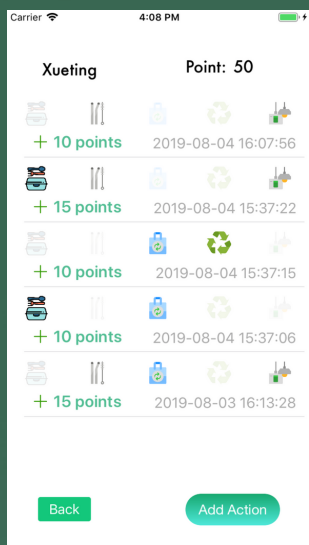 Carrier 4:08 PM
Xueting Point: 50
+ 10 points 2019-08-04 16:07:56
+ 15 points 2019-08-04 15:37:22
+ 10 points 2019-08-04 15:37:15
+ 10 points 2019-08-04 15:37:06
+ 15 points 2019-08-03 16:13:28
Back Add Action